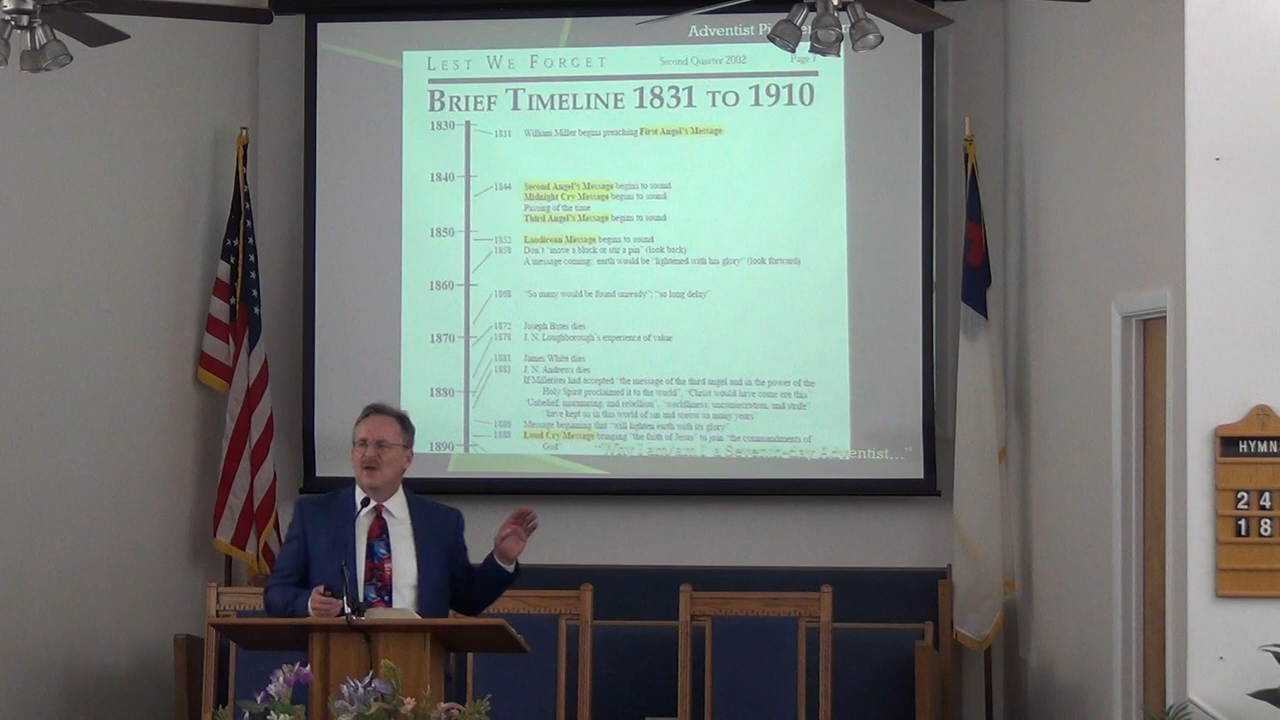 Adventist
LEST WE FORGET Second Quarter 2002 Page 7
BRIEF TIMELINE 1831 TO 1910
1830
1831 William Miller begins preaching First Angel's Message
1840
1844 Second Angel's Message begins to sound
Midnight Cry Message begins to sound
Passing of the time
Third Angel's Message begins to sound
1850
1852 Laodicean Message begins to sound
1858 Don't "move a block or stir a pin" (look back)
A message coming: earth would be "lightened with his glory" (look forward)
1860
1868 "So many would be found unready"; "so long delay"
1872 Joseph Bates dies
1870
1878 J. N. Loughborough's experience of value
1881 James White dies
1883 J. N. Andrews dies
If Millerites had accepted "the message of the third angel and in the power of the
1880
Holy Spirit proclaimed it to the world", "Christ would have come ere this"
"Unbelief, murmuring, and rebellion", "worldliness, unconsecration, and strife"
"have kept us in this world of sin and sorrow so many years"
1886 Message beginning that "will lighten earth with its glory"
1888 Loud Cry Message bringing "the faith of Jesus" to join "the commandments of
1890
God"
"Why I am/am I a Seventh-day Adventist..."
HYMN
24
18